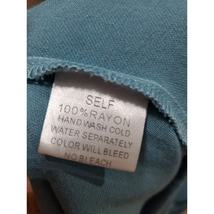 SELF
100% RAYON
HAND WASH COLD
WATER SEPARATELY
COLOR WILL BLEED
NO BLEACH